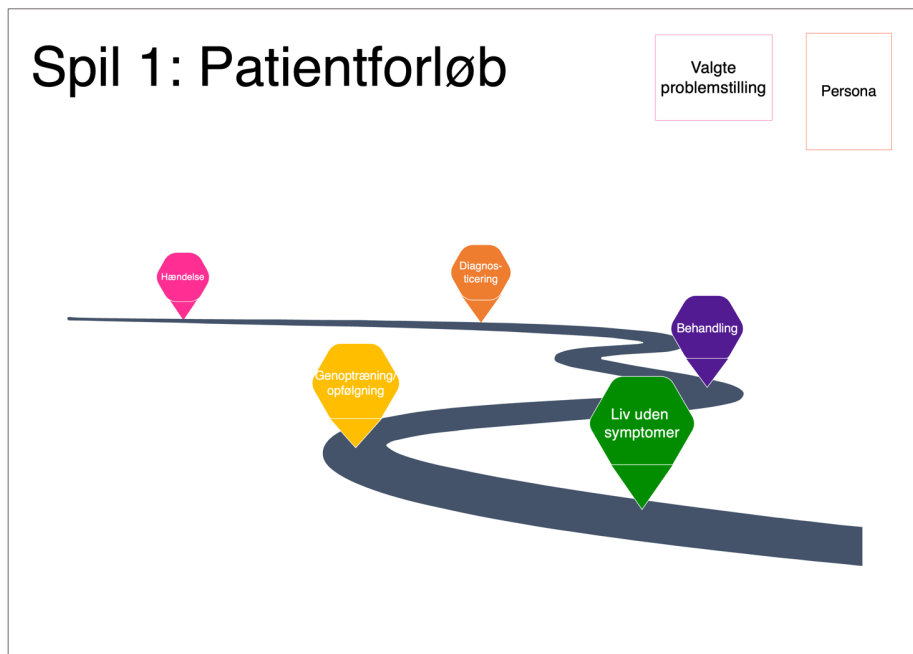 Spil 1: Patientforløb
Valgte
problemstilling
Persona
Hændelse
Diagnos-
ticering
Behandling
Genoptræning/
opfølgning
Liv uden
symptomer